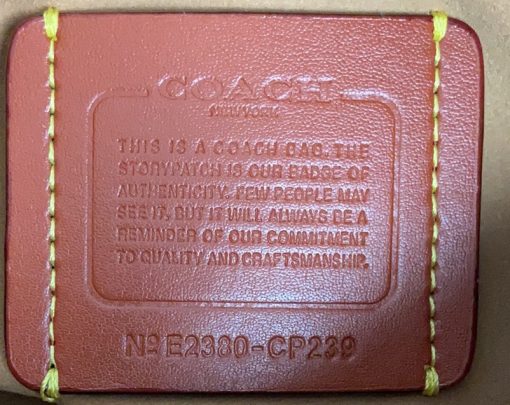 COACH
NEW YORK
THIS IS A COACH BAG. THE
STORYPATCH IS OUR BADGE OF
AUTHENTICITY. FEW PEOPLE MAY
SEE IT, BUT IT WILL ALWAYS BE A
REMINDER OF OUR COMMITMENT
TO QUALITY AND CRAFTSMANSHIP.
Nº E2380-CP239